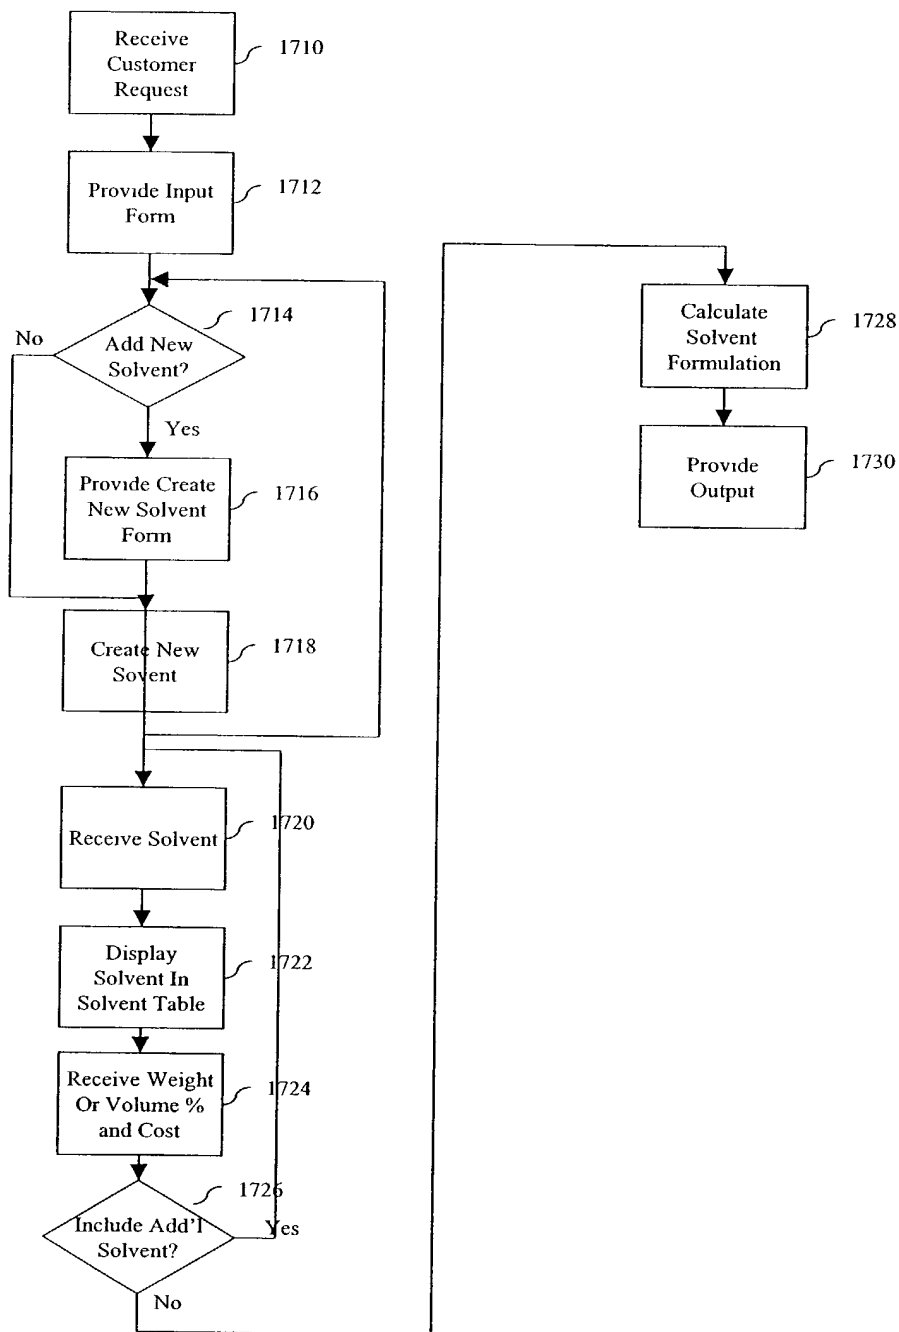 Receive
Customer
Request
1710
Provide Input
Form
1712
1714
No
Add New
Solvent?
Yes
Provide Create
New Solvent
Form
1716
Create New
Sovent
1718
Receive Solvent
1720
Display
Solvent In
Solvent Table
1722
Receive Weight
Or Volume %
and Cost
1724
1726
Include Add'l
Solvent?
Yes
No
Calculate
Solvent
Formulation
1728
Provide
Output
1730